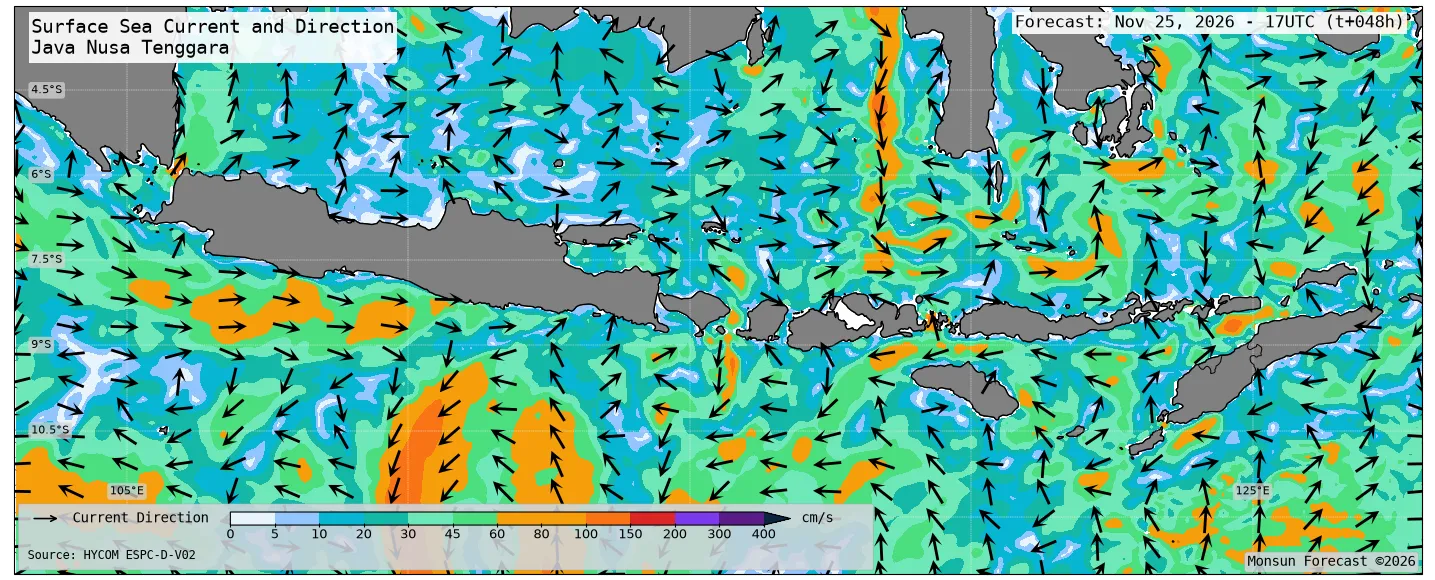 Surface Sea Current and Direction
Java Nusa Tenggara
Forecast: Nov 25, 2026 - 17UTC (t+048h)
4.5°S
6°S
7.5°S
9°S
10.5°S
105°E
125°E
Current Direction
0 5 10 20 30 45 60 80 100 150 200 300 400
cm/s
Source: HYCOM ESPC-D-V02
Monsun Forecast ©2026